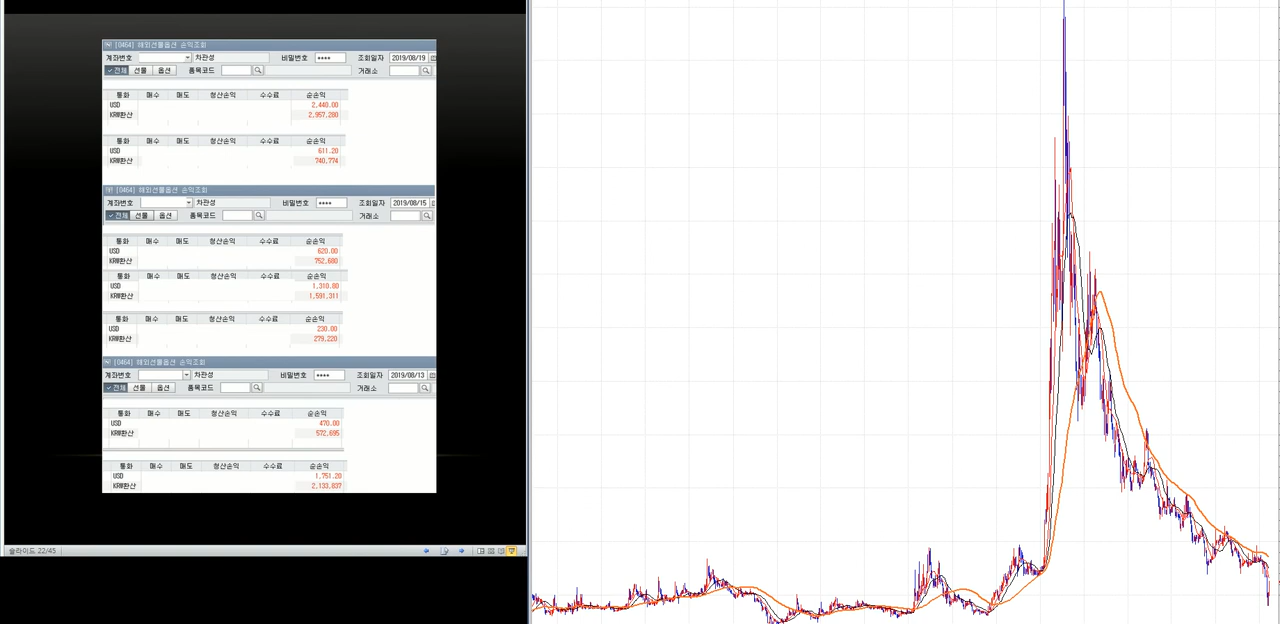 [0464] 해외선물옵션 손익조회
계좌번호 차잔성 비밀번호 **** 조회일자 2019/08/19
✓전체 선물 옵션 품목코드 거래소
통화 매수 매도 청산손익 수수료 순손익
USD 2,440.00
KRW환산 2,957,280
통화 매수 매도 청산손익 수수료 순손익
USD 611.20
KRW환산 740,774
[0464] 해외선물옵션 손익조회
계좌번호 차잔성 비밀번호 **** 조회일자 2019/08/15
✓전체 선물 옵션 품목코드 거래소
통화 매수 매도 청산손익 수수료 순손익
USD 620.00
KRW환산 752,680
통화 매수 매도 청산손익 수수료 순손익
USD 1,310.80
KRW환산 1,591,311
통화 매수 매도 청산손익 수수료 순손익
USD 230.00
KRW환산 279,220
[0464] 해외선물옵션 손익조회
계좌번호 차잔성 비밀번호 **** 조회일자 2019/08/13
✓전체 선물 옵션 품목코드 거래소
통화 매수 매도 청산손익 수수료 순손익
USD 470.00
KRW환산 572,695
통화 매수 매도 청산손익 수수료 순손익
USD 1,751.20
KRW환산 2,133,837
슬라이드 22/45